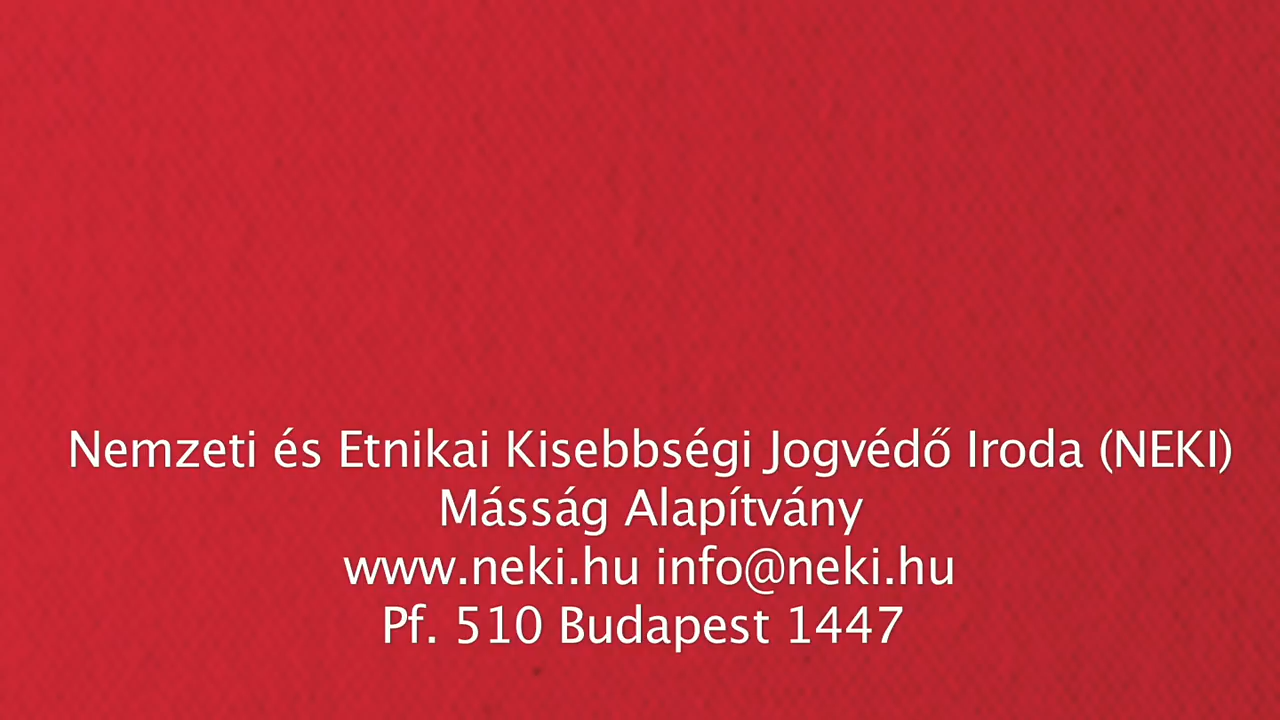 Nemzeti és Etnikai Kisebbségi Jogvédő Iroda (NEKI)
Másság Alapítvány
www.neki.hu info@neki.hu
Pf. 510 Budapest 1447